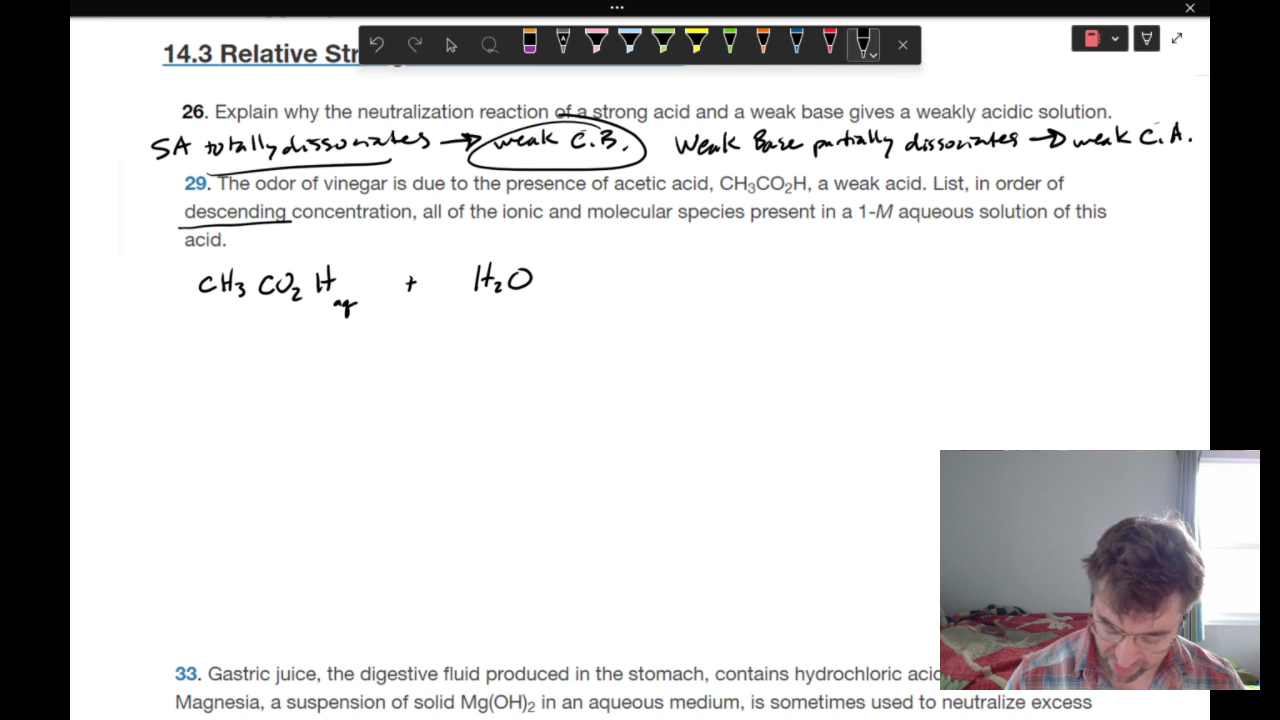 14.3 Relative Str
26. Explain why the neutralization reaction of a strong acid and a weak base gives a weakly acidic solution.
SA totally dissociates → weak C.B. Weak Base partially dissociates → weak C.A.
29. The odor of vinegar is due to the presence of acetic acid, CH₃CO₂H, a weak acid. List, in order of
descending concentration, all of the ionic and molecular species present in a 1-M aqueous solution of this
acid.
CH₃CO₂H aq + H₂O
33. Gastric juice, the digestive fluid produced in the stomach, contains hydrochloric acid
Magnesia, a suspension of solid Mg(OH)₂ in an aqueous medium, is sometimes used to neutralize excess